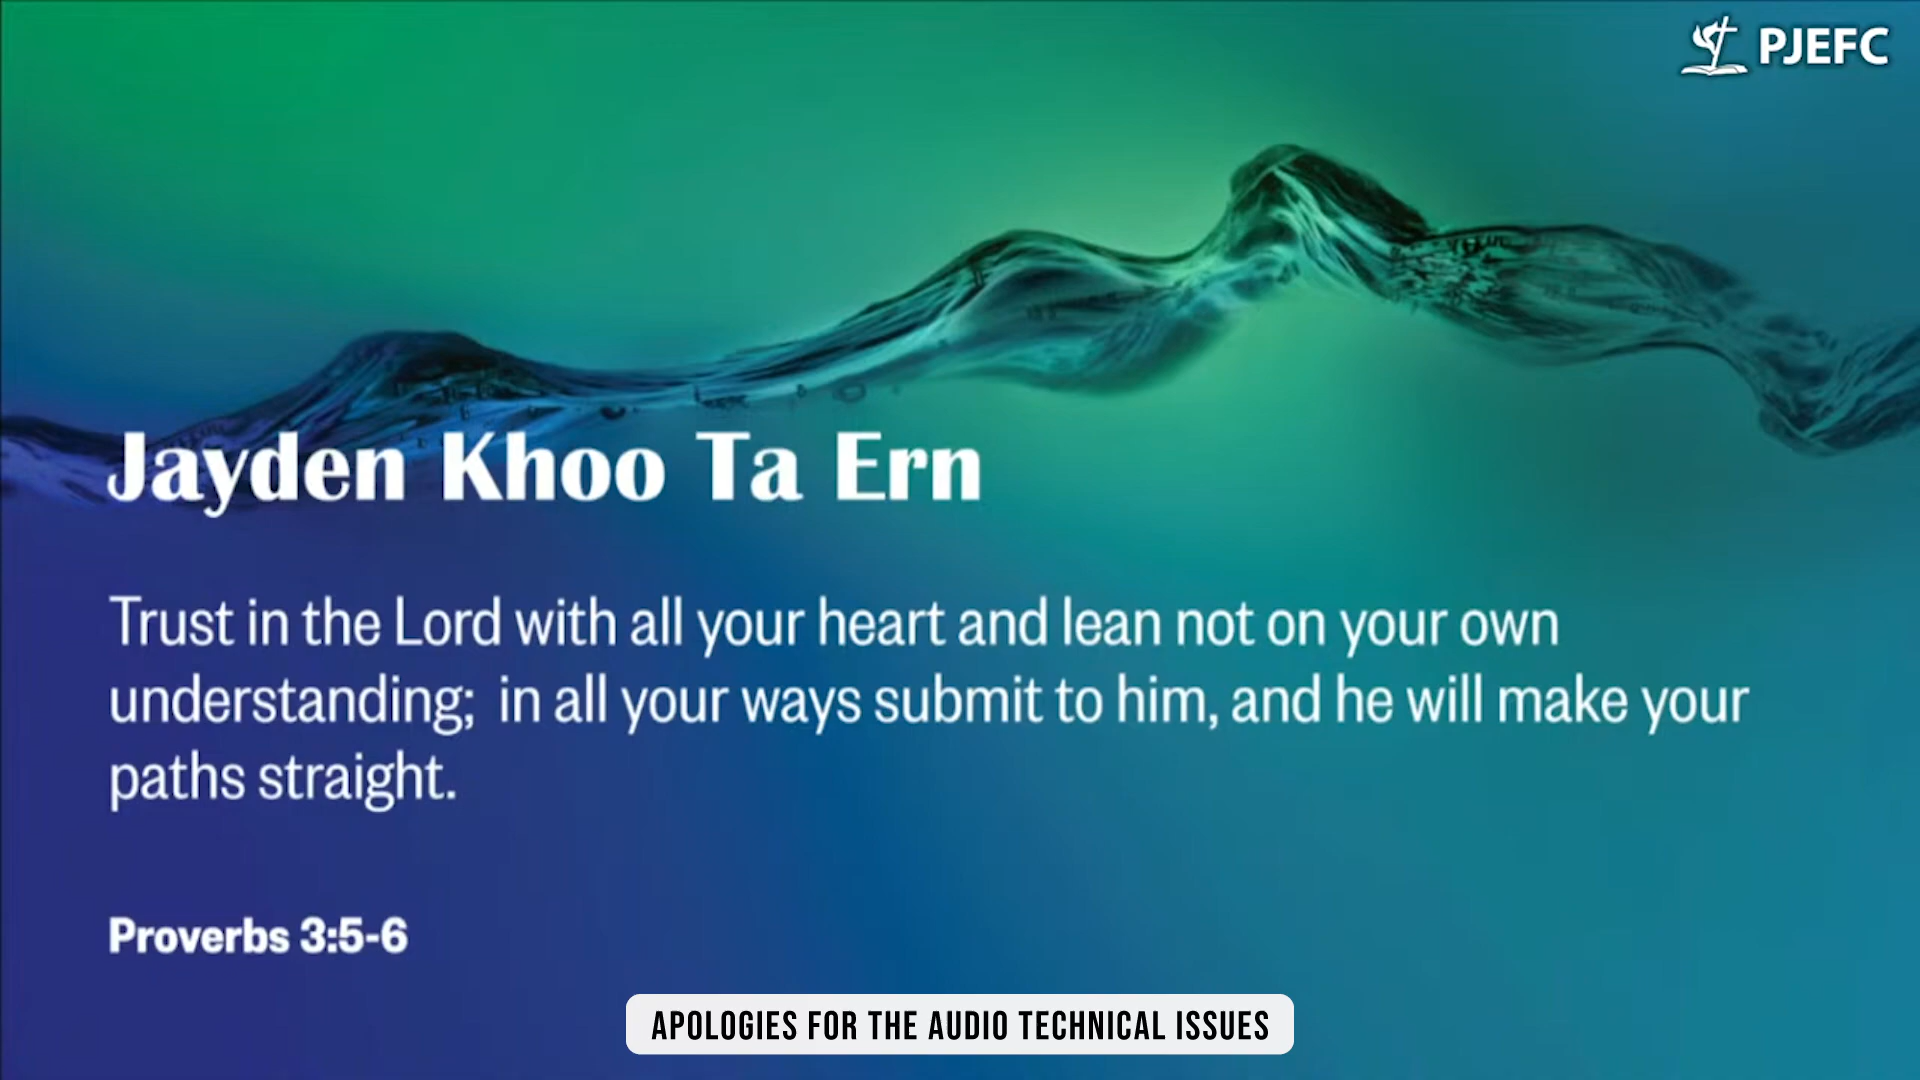 PJEFC
Jayden Khoo Ta Ern
Trust in the Lord with all your heart and lean not on your own
understanding;  in all your ways submit to him, and he will make your
paths straight.
Proverbs 3:5-6
APOLOGIES FOR THE AUDIO TECHNICAL ISSUES